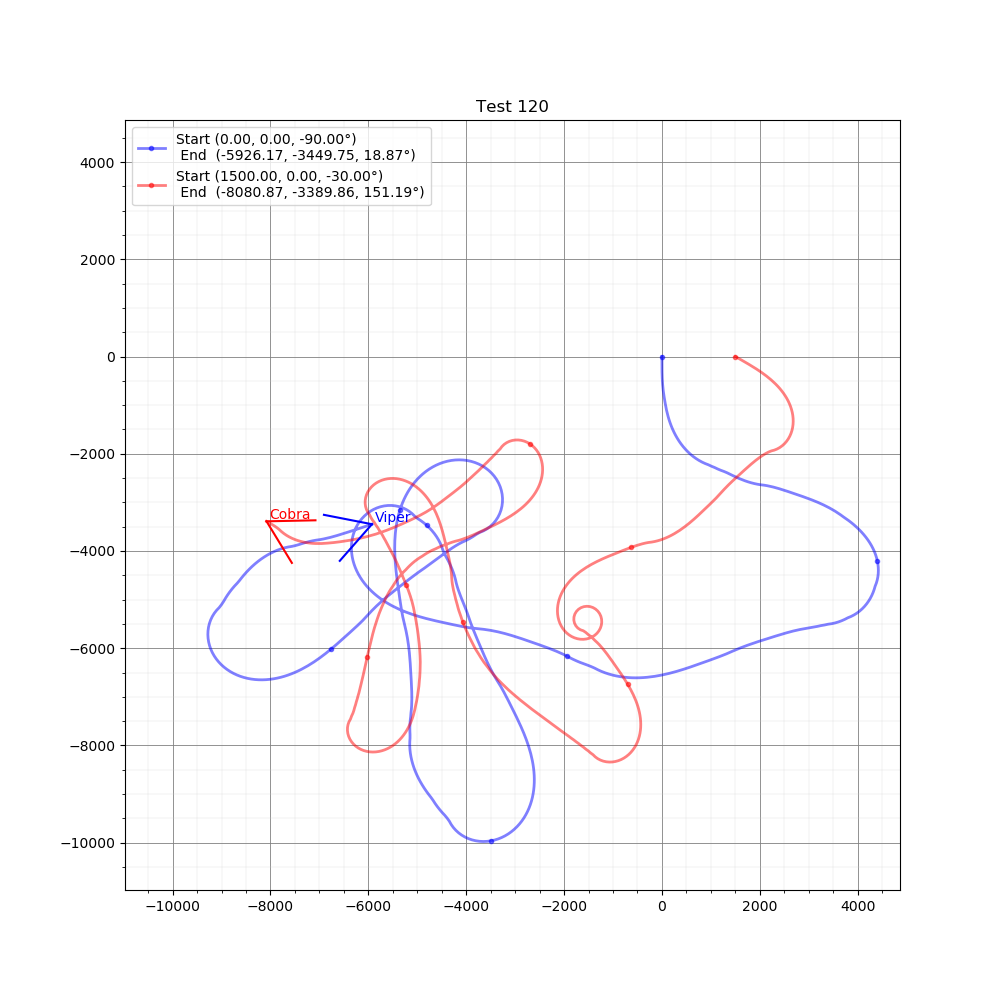 Test 120
Start (0.00, 0.00, -90.00°)
End (-5926.17, -3449.75, 18.87°)
Start (1500.00, 0.00, -30.00°)
End (-8080.87, -3389.86, 151.19°)
4000
2000
0
−2000
Cobra
Viper
−4000
−6000
−8000
−10000
−10000 −8000 −6000 −4000 −2000 0 2000 4000